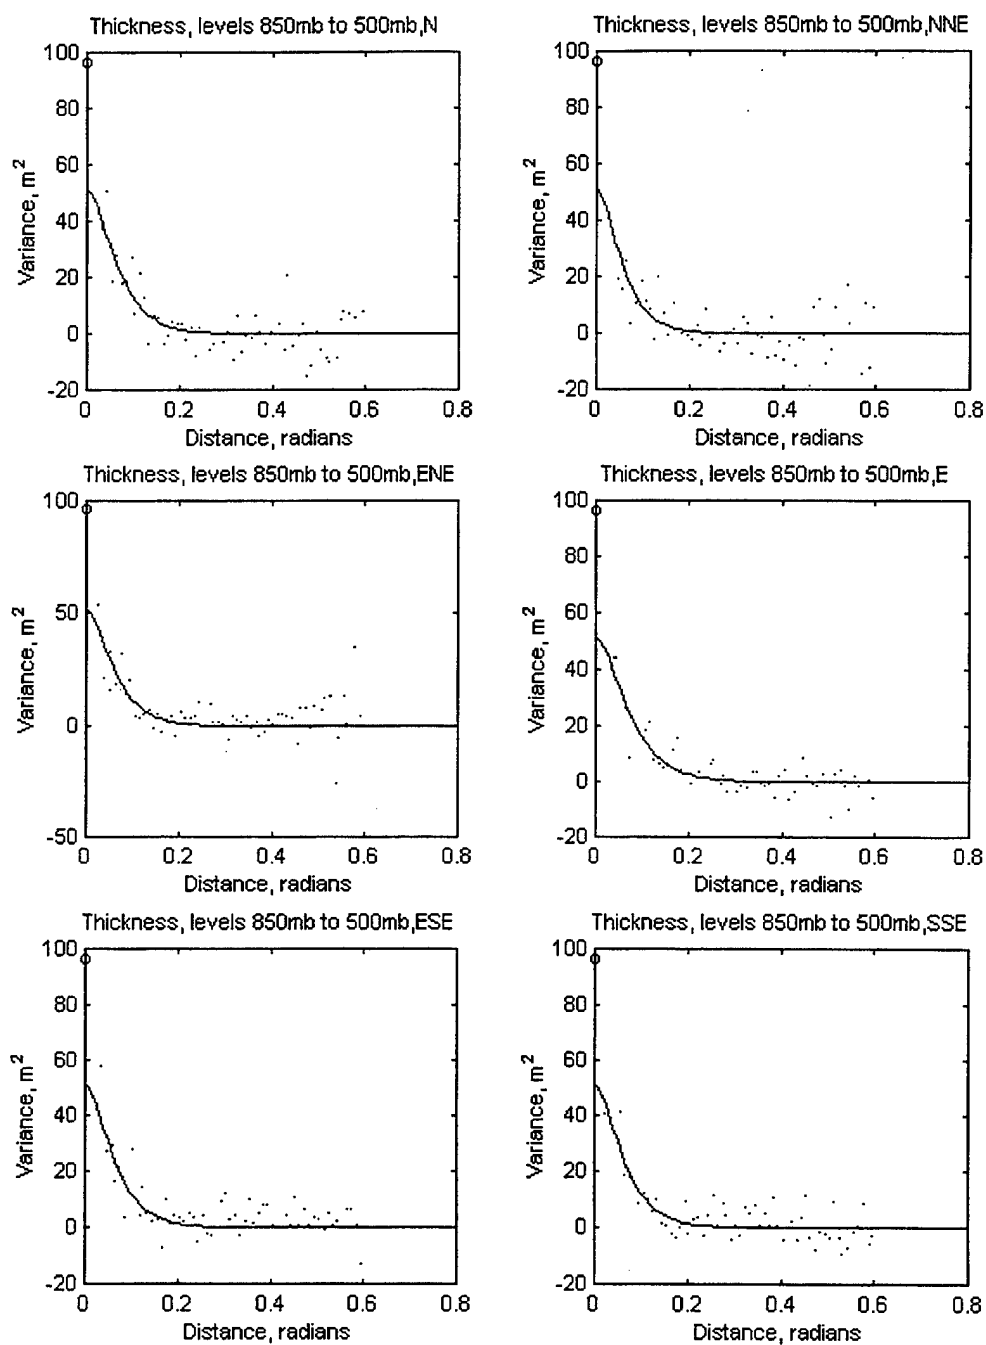 Thickness, levels 850mb to 500mb,N
100
80
60
40
20
0
-20
Variance, m²
0 0.2 0.4 0.6 0.8
Distance, radians
Thickness, levels 850mb to 500mb,NNE
100
80
60
40
20
0
-20
Variance, m²
0 0.2 0.4 0.6 0.8
Distance, radians
Thickness, levels 850mb to 500mb,ENE
100
50
0
-50
Variance, m²
0 0.2 0.4 0.6 0.8
Distance, radians
Thickness, levels 850mb to 500mb,E
100
80
60
40
20
0
-20
Variance, m²
0 0.2 0.4 0.6 0.8
Distance, radians
Thickness, levels 850mb to 500mb,ESE
100
80
60
40
20
0
-20
Variance, m²
0 0.2 0.4 0.6 0.8
Distance, radians
Thickness, levels 850mb to 500mb,SSE
100
80
60
40
20
0
-20
Variance, m²
0 0.2 0.4 0.6 0.8
Distance, radians